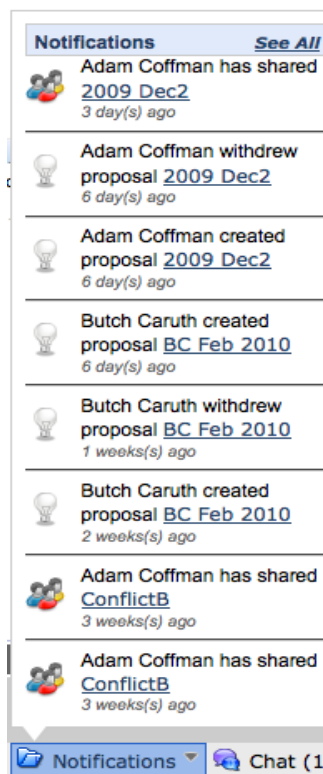 Notifications See All
Adam Coffman has shared
2009 Dec2
3 day(s) ago
Adam Coffman withdrew
proposal 2009 Dec2
6 day(s) ago
Adam Coffman created
proposal 2009 Dec2
6 day(s) ago
Butch Caruth created
proposal BC Feb 2010
6 day(s) ago
Butch Caruth withdrew
proposal BC Feb 2010
1 weeks(s) ago
Butch Caruth created
proposal BC Feb 2010
2 weeks(s) ago
Adam Coffman has shared
ConflictB
3 weeks(s) ago
Adam Coffman has shared
ConflictB
3 weeks(s) ago
Notifications Chat (1